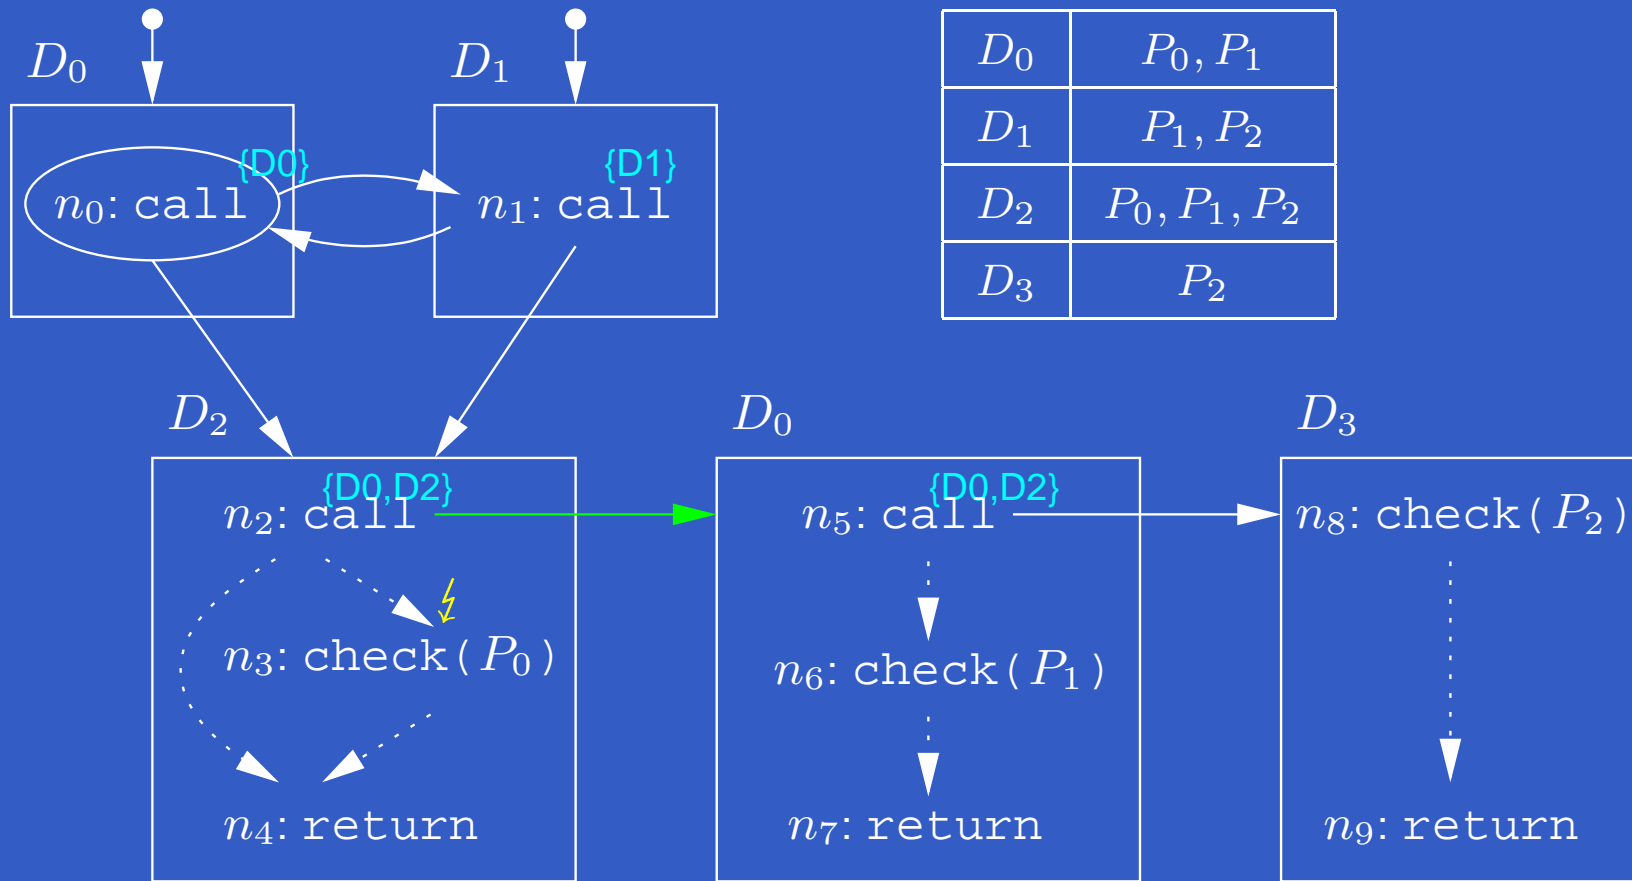 D₀
D₁
{D0}
{D1}
n₀: call
n₁: call
D₀ P₀, P₁
D₁ P₁, P₂
D₂ P₀, P₁, P₂
D₃ P₂
D₂
D₀
D₃
{D0,D2}
{D0,D2}
n₂: call
n₅: call
n₈: check(P₂)
n₃: check(P₀)
n₆: check(P₁)
n₄: return
n₇: return
n₉: return